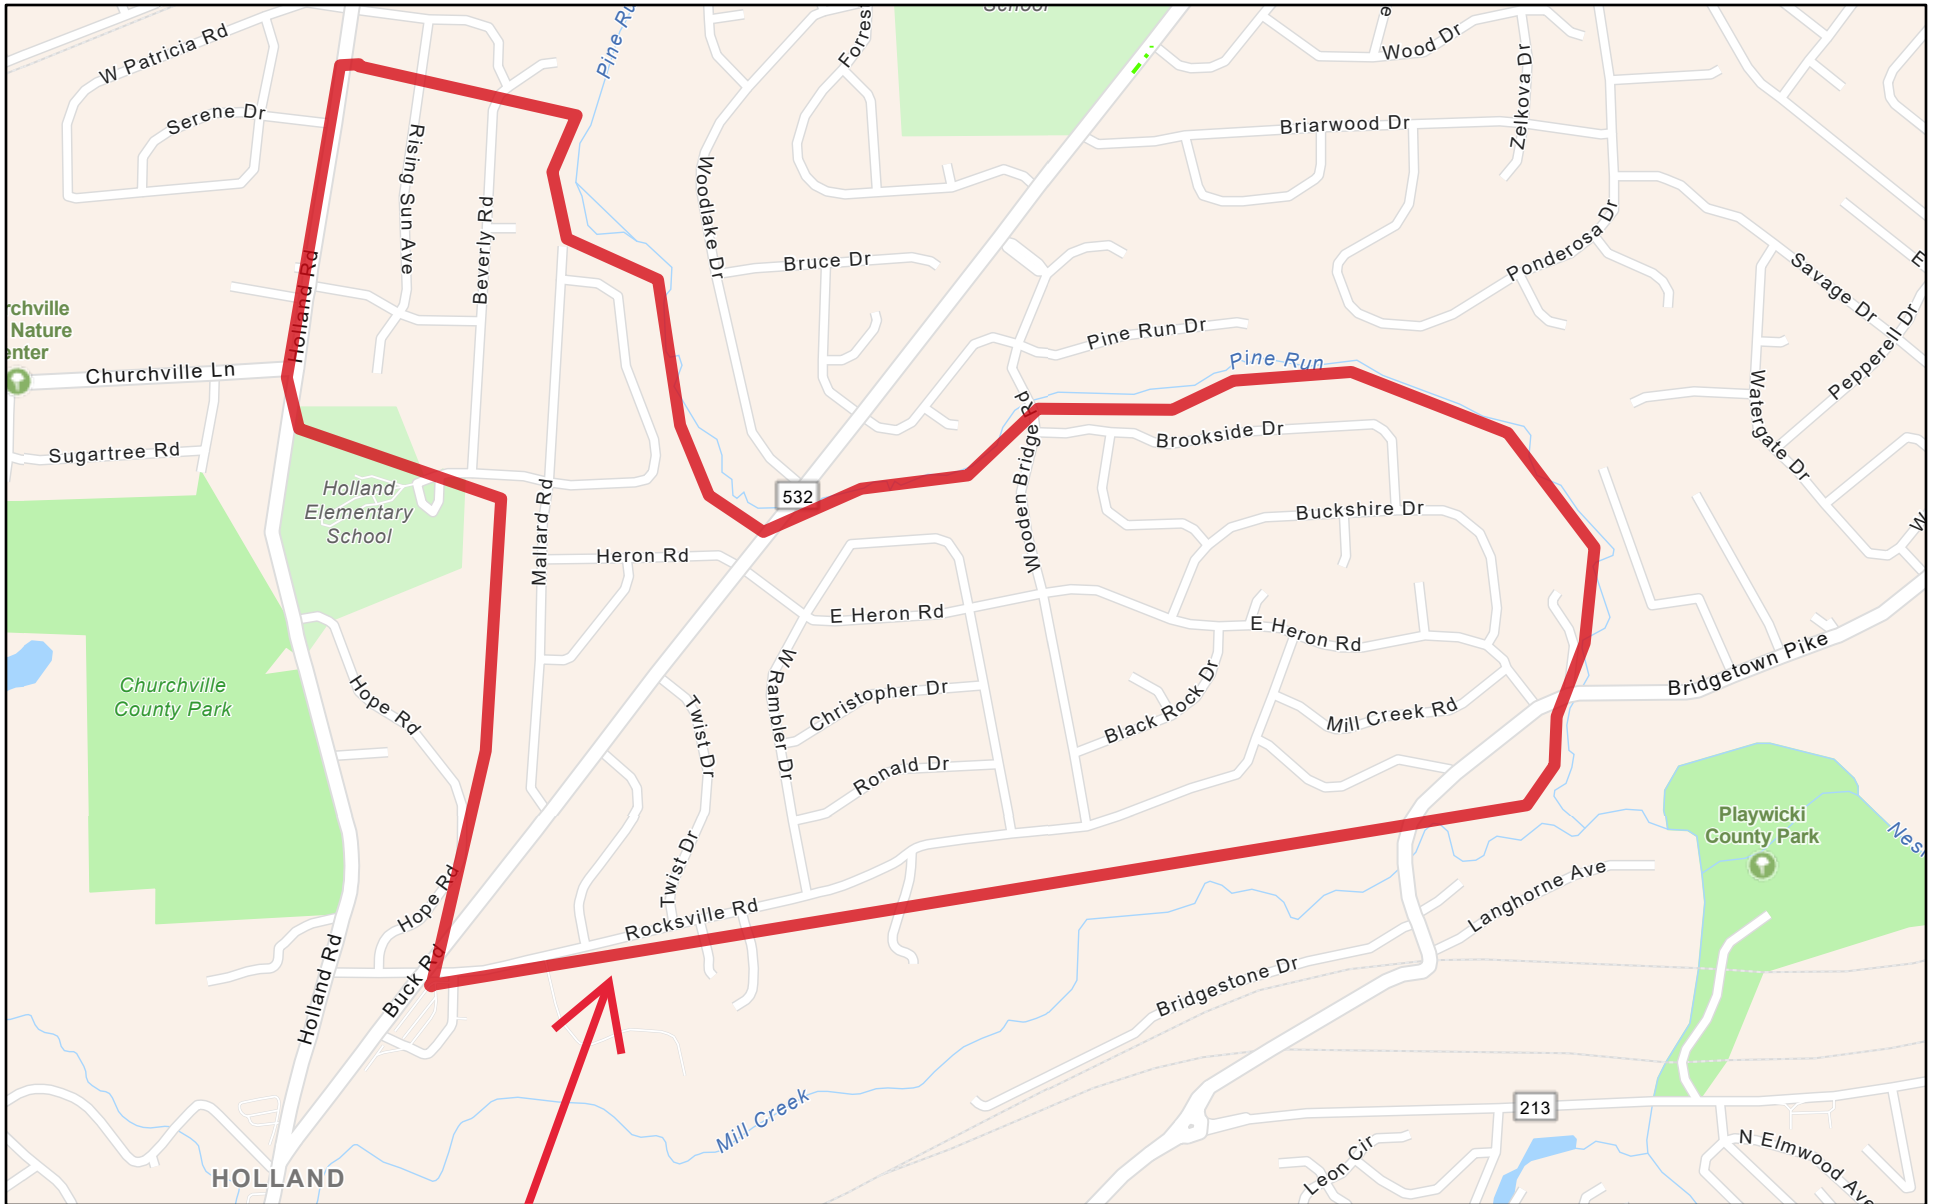 School
W Patricia Rd
Pine Ru
Forres
Wood Dr
Zelkova Dr
Serene Dr
Rising Sun Ave
Briarwood Dr
Woodlake Dr
Beverly Rd
Ponderosa Dr
Bruce Dr
Holland Rd
Savage Dr
rchville
Nature
enter
Pine Run Dr
Pepperell Dr
Pine Run
Churchville Ln
Watergate Dr
Brookside Dr
Sugartree Rd
Holland
Elementary
School
532
Woopen Bridge Rd
Mallard Rd
Buckshire Dr
Heron Rd
E Heron Rd
E Heron Rd
Bridgetown Pike
Churchville
County Park
Hope Rd
W Rambler Dr
Christopher Dr
Black Rock Dr
Twist Dr
Mill Creek Rd
Ronald Dr
Playwicki
County Park
Twist Dr
Hope Rd
Langhorne Ave
Rocksville Rd
Holland Rd
Buck Rd
Bridgestone Dr
Mill Creek
213
Leon Cir
N Elmwood Ave
HOLLAND